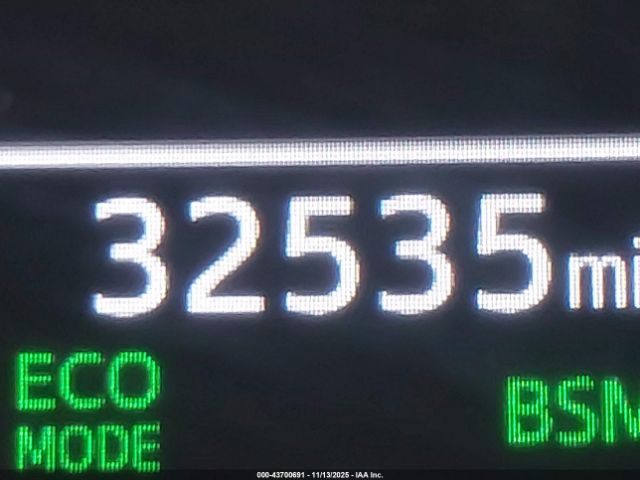 32535 mi
ECO BSM
MODE
000-43700691 - 11/13/2025 - IAA Inc.